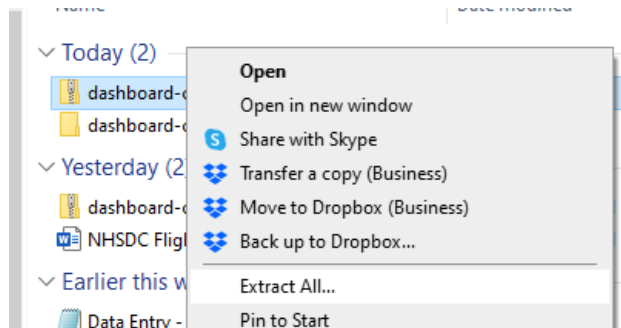 Name Date modified
Today (2)
Open
dashboard-
Open in new window
dashboard-
Share with Skype
Yesterday (2
Transfer a copy (Business)
dashboard-
Move to Dropbox (Business)
NHSDC Fligh
Back up to Dropbox...
Earlier this w
Extract All...
Data Entry -
Pin to Start